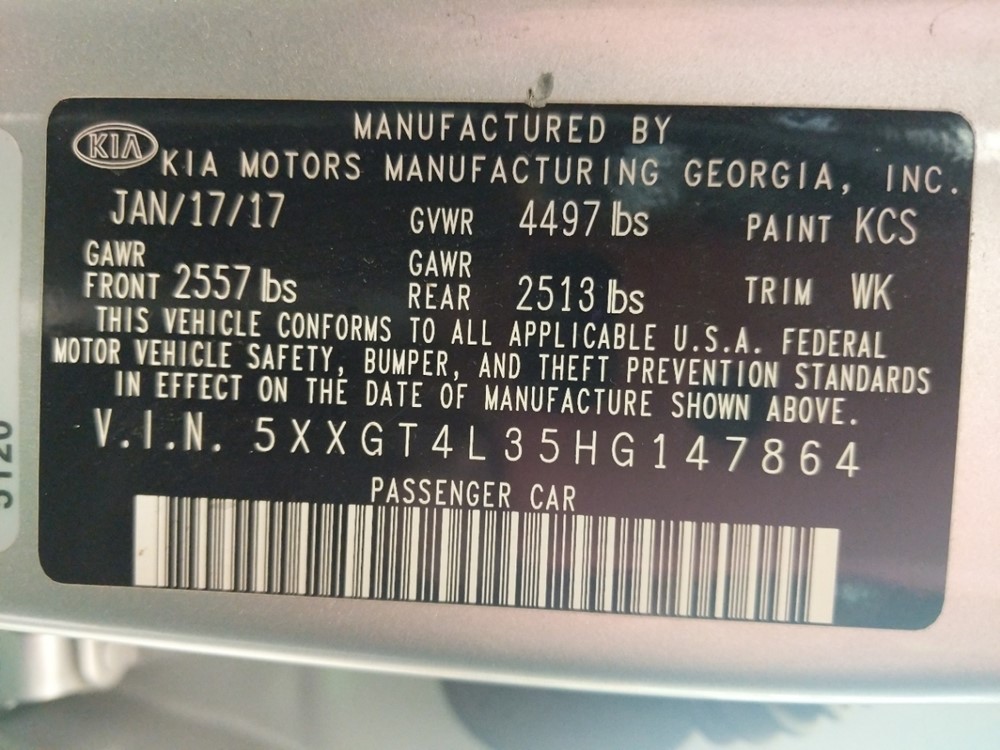 KIA
MANUFACTURED BY
KIA MOTORS MANUFACTURING GEORGIA, INC.
JAN/17/17 GVWR 4497 lbs PAINT KCS
GAWR FRONT 2557 lbs GAWR REAR 2513 lbs TRIM WK
THIS VEHICLE CONFORMS TO ALL APPLICABLE U.S.A. FEDERAL
MOTOR VEHICLE SAFETY, BUMPER, AND THEFT PREVENTION STANDARDS
IN EFFECT ON THE DATE OF MANUFACTURE SHOWN ABOVE.
V.I.N. 5XXGT4L35HG147864
PASSENGER CAR